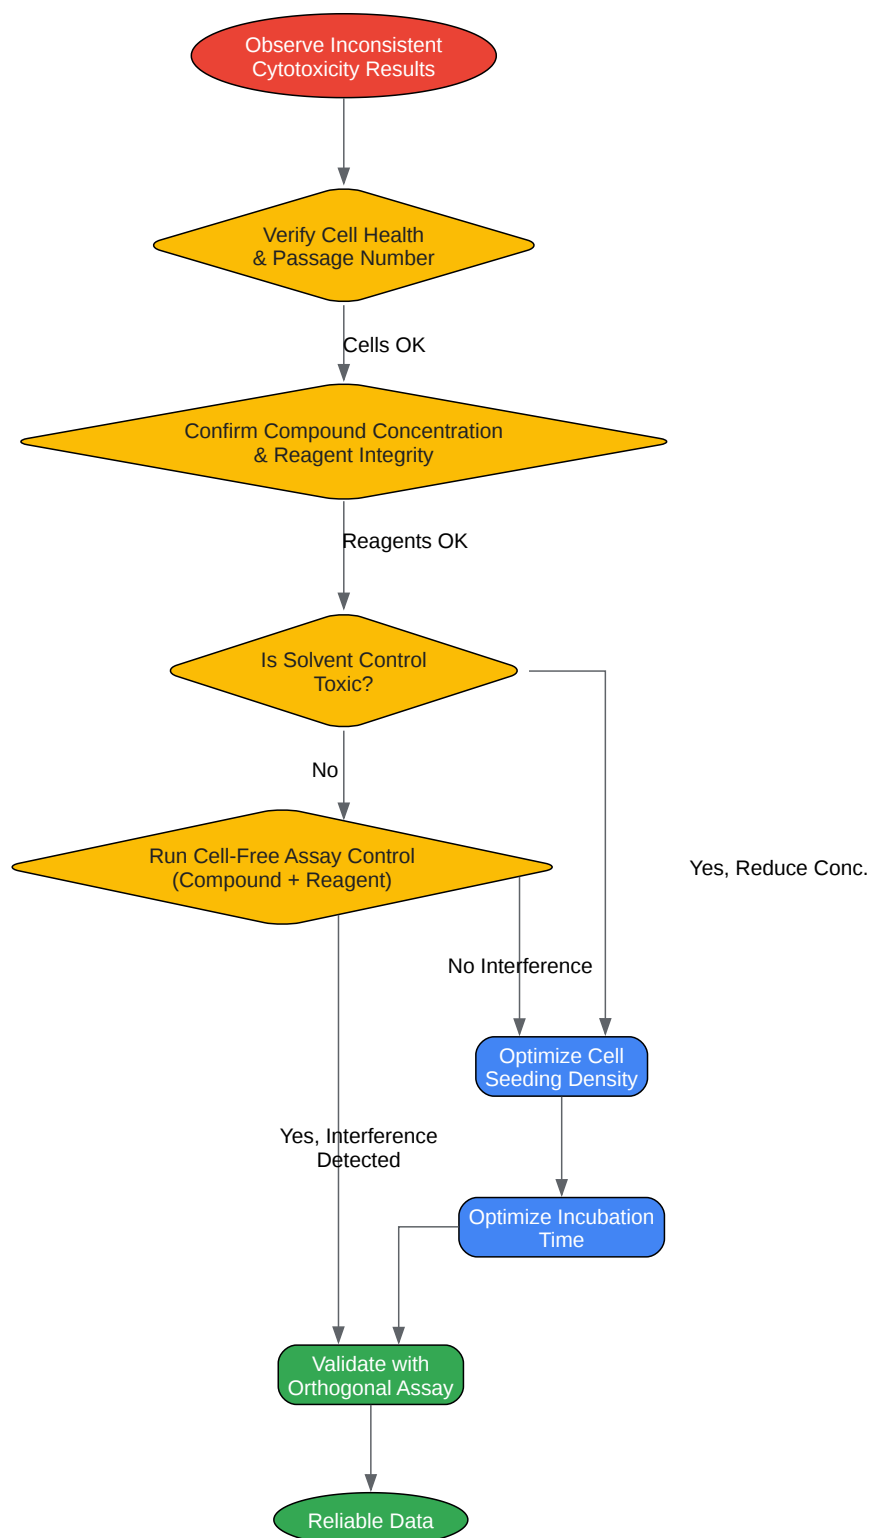 Observe Inconsistent
Cytotoxicity Results
Verify Cell Health
& Passage Number
Cells OK
Confirm Compound Concentration
& Reagent Integrity
Reagents OK
Is Solvent Control
Toxic?
No
Run Cell-Free Assay Control
(Compound + Reagent)
Yes, Reduce Conc.
No Interference
Optimize Cell
Seeding Density
Yes, Interference
Detected
Optimize Incubation
Time
Validate with
Orthogonal Assay
Reliable Data